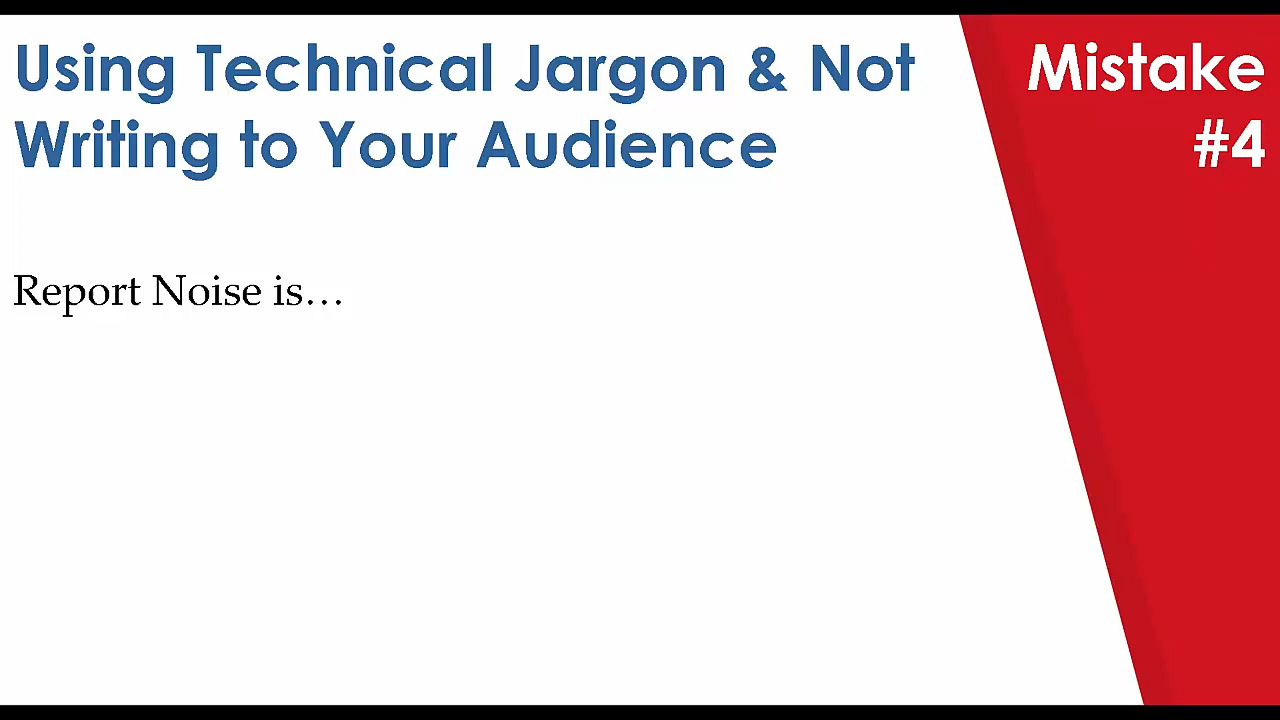 Using Technical Jargon & Not
Writing to Your Audience
Mistake
#4
Report Noise is…